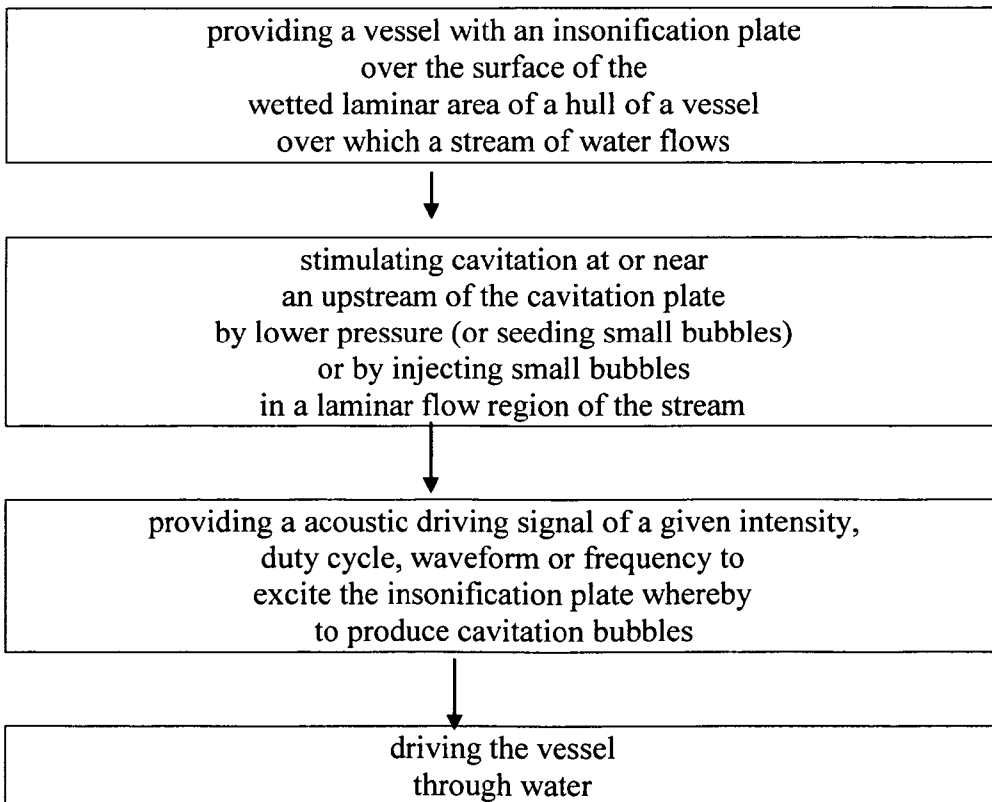 providing a vessel with an insonification plate
over the surface of the
wetted laminar area of a hull of a vessel
over which a stream of water flows
stimulating cavitation at or near
an upstream of the cavitation plate
by lower pressure (or seeding small bubbles)
or by injecting small bubbles
in a laminar flow region of the stream
providing a acoustic driving signal of a given intensity,
duty cycle, waveform or frequency to
excite the insonification plate whereby
to produce cavitation bubbles
driving the vessel
through water